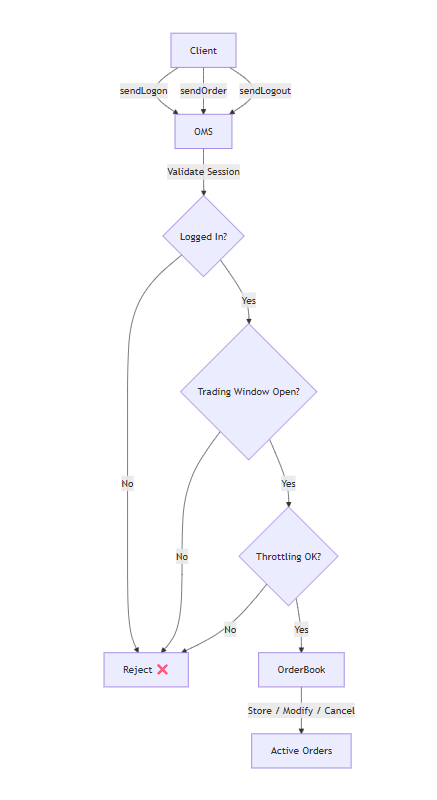 Client
sendLogon
sendOrder
sendLogout
OMS
Validate Session
Logged In?
Yes
Trading Window Open?
No
Yes
No
Throttling OK?
No
Yes
Reject ❌
OrderBook
Store / Modify / Cancel
Active Orders